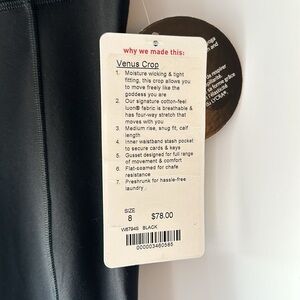 why we made this:
Venus Crop
1. Moisture wicking & tight
fitting, this crop allows you
to move freely like the
goddess you are
2. Our signature cotton-feel
luon® fabric is breathable &
has four-way stretch that
moves with you
3. Medium rise, snug fit, calf
length
4. Inner waistband stash pocket
to secure cards & keys
5. Gusset designed for full range
of movement & comfort
6. Flat-seamed for chafe
resistance
7. Preshrunk for hassle-free
laundry
SIZE
8 $78.00
W6794S BLACK
000003460585